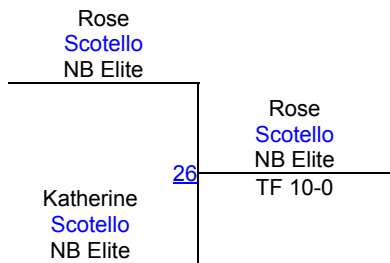 Rose
Scotello
NB Elite
Rose
Scotello
NB Elite
26
TF 10-0
Katherine
Scotello
NB Elite